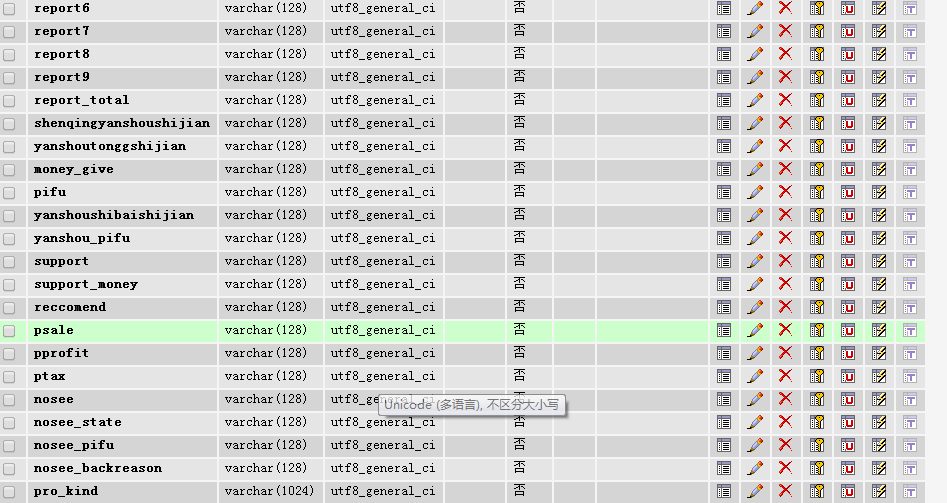 report6 varchar(128) utf8_general_ci 否
report7 varchar(128) utf8_general_ci 否
report8 varchar(128) utf8_general_ci 否
report9 varchar(128) utf8_general_ci 否
report_total varchar(128) utf8_general_ci 否
shenqingyanshoushijian varchar(128) utf8_general_ci 否
yanshoutonggshijian varchar(128) utf8_general_ci 否
money_give varchar(128) utf8_general_ci 否
pifu varchar(128) utf8_general_ci 否
yanshoushibaishijian varchar(128) utf8_general_ci 否
yanshou_pifu varchar(128) utf8_general_ci 否
support varchar(128) utf8_general_ci 否
support_money varchar(128) utf8_general_ci 否
reccomend varchar(128) utf8_general_ci 否
psale varchar(128) utf8_general_ci 否
pprofit varchar(128) utf8_general_ci 否
ptax varchar(128) utf8_general_ci 否
nosee varchar(128) utf8_general_ci 否
Unicode (多语言), 不区分大小写
nosee_state varchar(128) utf8_general_ci 否
nosee_pifu varchar(128) utf8_general_ci 否
nosee_backreason varchar(128) utf8_general_ci 否
pro_kind varchar(1024) utf8_general_ci 否